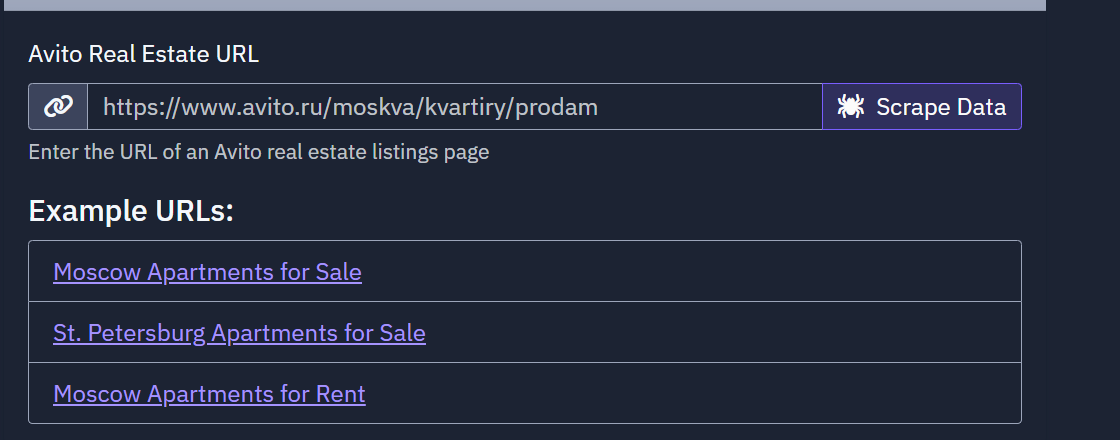 Avito Real Estate URL
https://www.avito.ru/moskva/kvartiry/prodam Scrape Data
Enter the URL of an Avito real estate listings page
Example URLs:
Moscow Apartments for Sale
St. Petersburg Apartments for Sale
Moscow Apartments for Rent